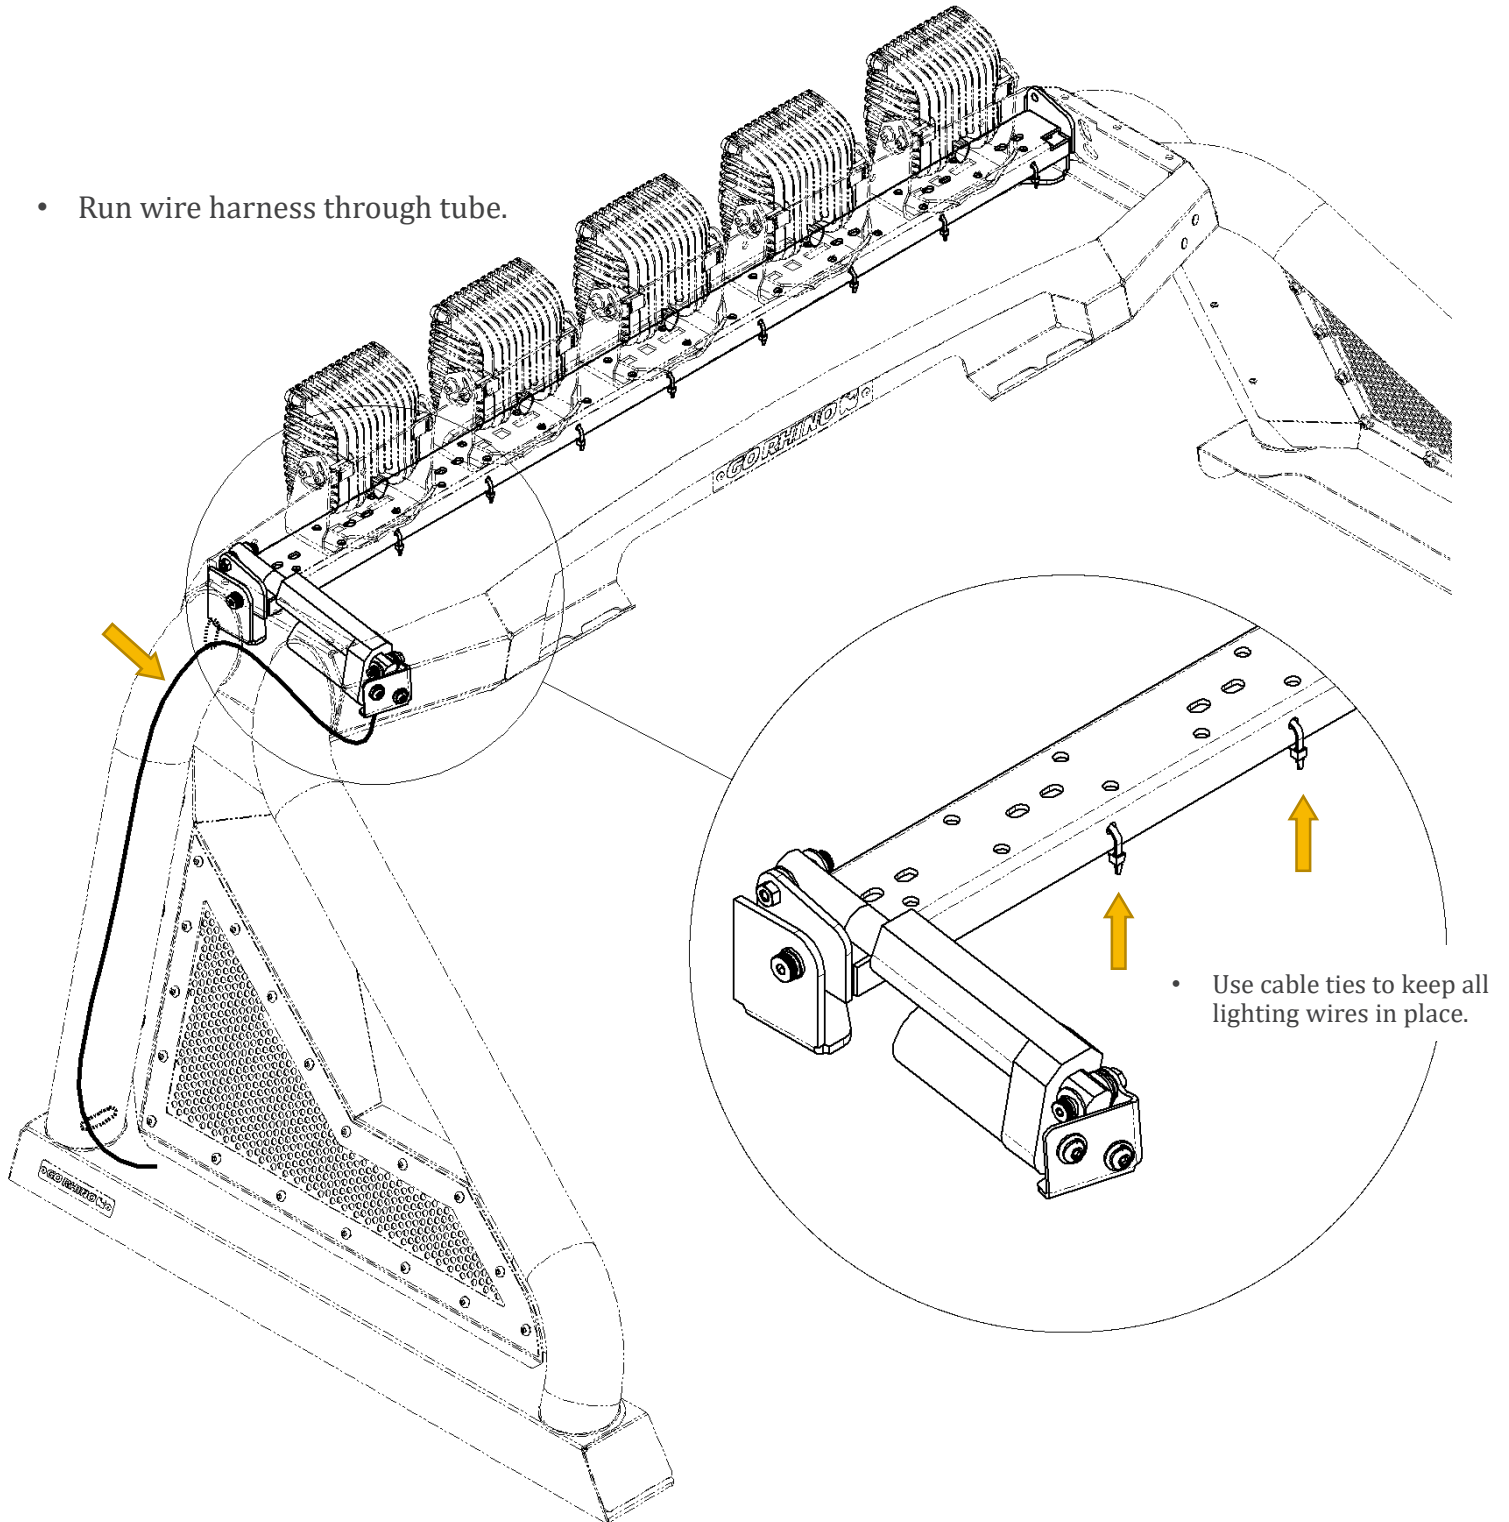 • Run wire harness through tube.
GO RHINO
• Use cable ties to keep all
lighting wires in place.
GO RHINO